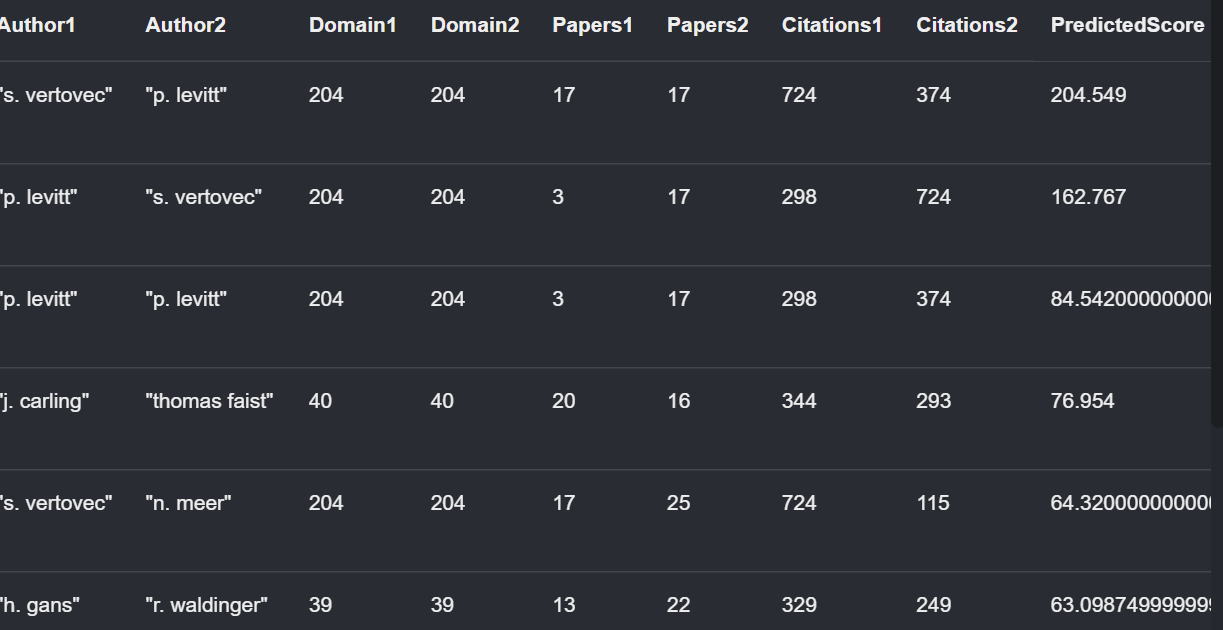 Author1 Author2 Domain1 Domain2 Papers1 Papers2 Citations1 Citations2 PredictedScore
"s. vertovec" "p. levitt" 204 204 17 17 724 374 204.549
"p. levitt" "s. vertovec" 204 204 3 17 298 724 162.767
"p. levitt" "p. levitt" 204 204 3 17 298 374 84.542000000000
"j. carling" "thomas faist" 40 40 20 16 344 293 76.954
"s. vertovec" "n. meer" 204 204 17 25 724 115 64.320000000000
"h. gans" "r. waldinger" 39 39 13 22 329 249 63.098749999999